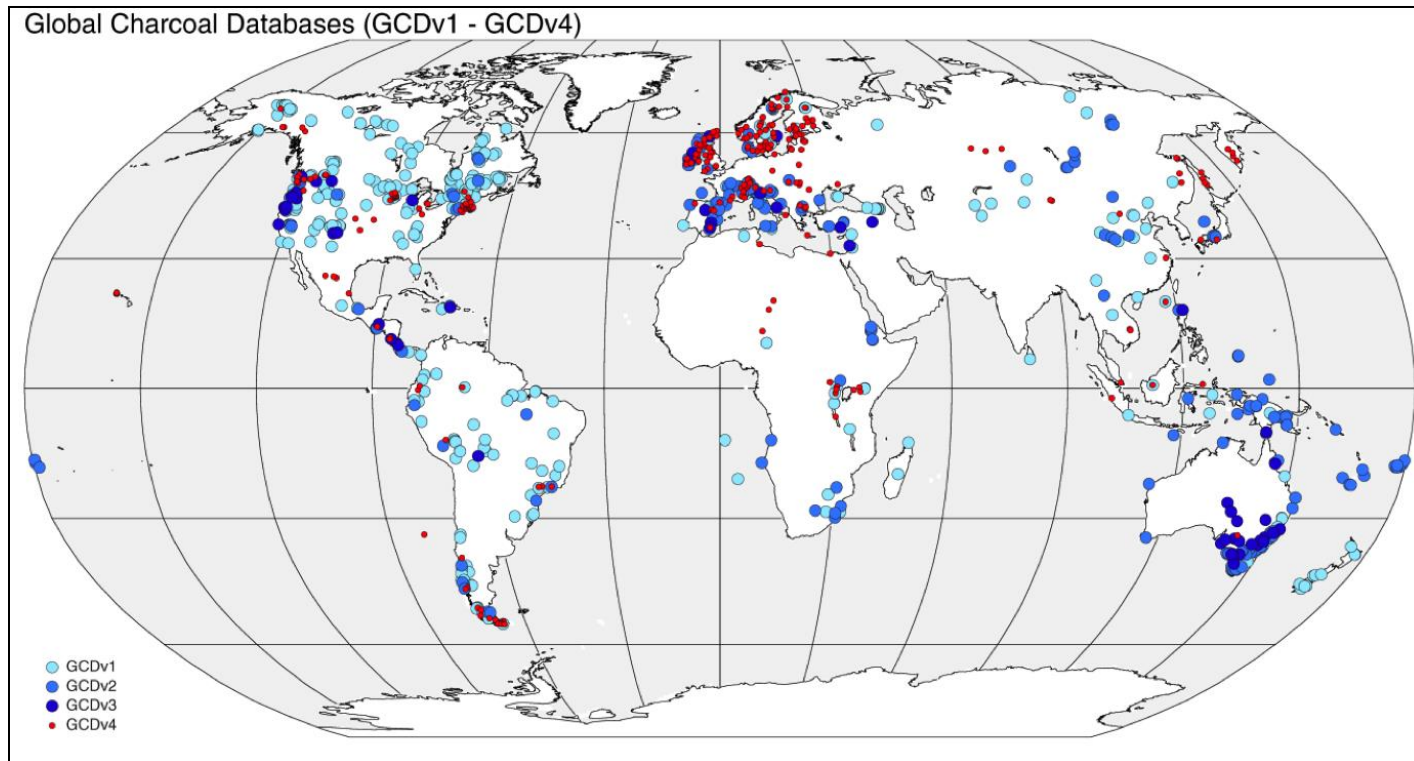 Global Charcoal Databases (GCDv1 - GCDv4)
GCDv1
GCDv2
GCDv3
GCDv4